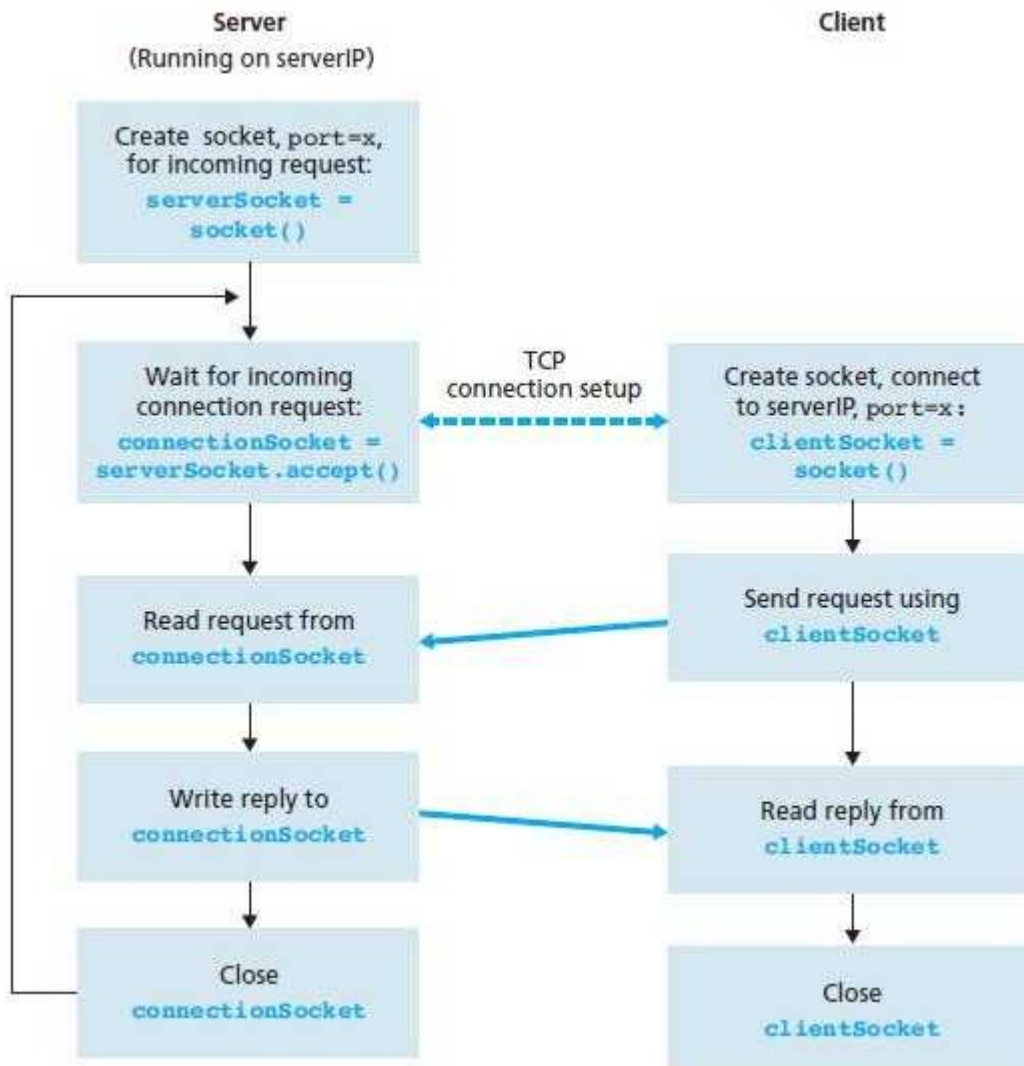 Server
(Running on serverIP)
Client
Create socket, port=x,
for incoming request:
serverSocket =
socket()
Wait for incoming
connection request:
connectionSocket =
serverSocket.accept()
TCP
connection setup
Create socket, connect
to serverIP, port=x:
clientSocket =
socket()
Read request from
connectionSocket
Send request using
clientSocket
Write reply to
connectionSocket
Read reply from
clientSocket
Close
connectionSocket
Close
clientSocket